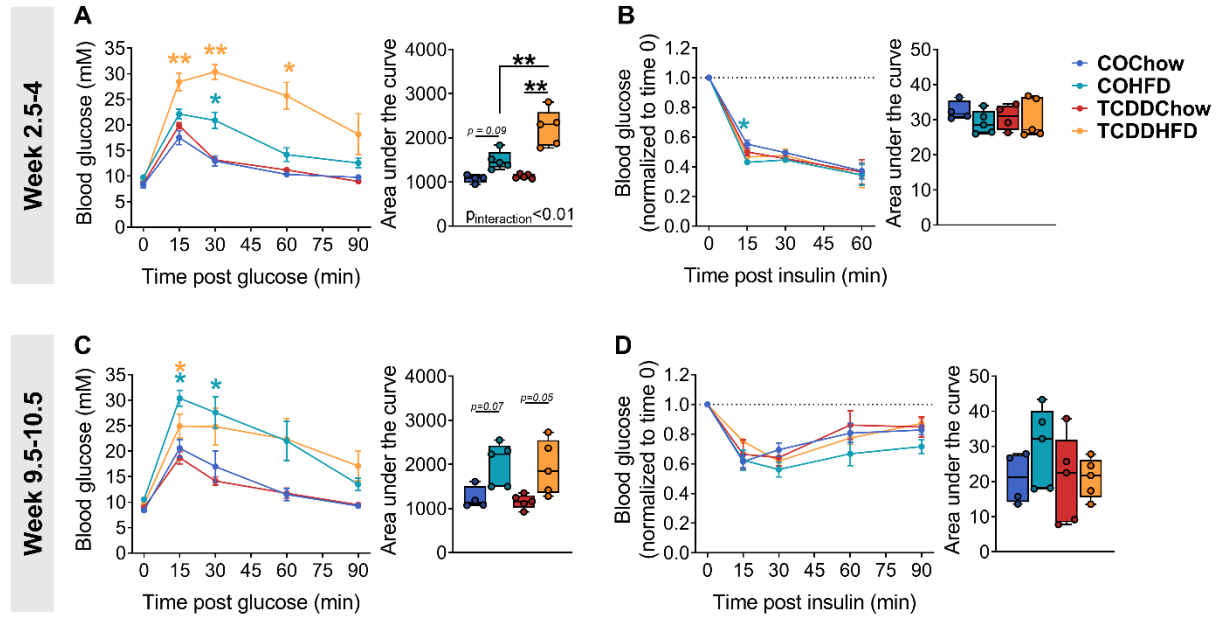 Week 2.5-4
A
Blood glucose (mM)
35
30
25
20
15
10
5
0
** ** *
*
0 15 30 45 60 75 90
Time post glucose (min)
Area under the curve
4000
3000
2000
1000
0
**
**
p = 0.09
pinteraction<0.01
B
Blood glucose
(normalized to time 0)
1.2
1.0
0.8
0.6
0.4
0.2
0.0
*
0 15 30 45 60
Time post insulin (min)
Area under the curve
50
40
30
20
10
0
COChow
COHFD
TCDDChow
TCDDHFD
Week 9.5-10.5
C
Blood glucose (mM)
35
30
25
20
15
10
5
0
*
* *
0 15 30 45 60 75 90
Time post glucose (min)
Area under the curve
4000
3000
2000
1000
0
p=0.07 p=0.05
D
Blood glucose
(normalized to time 0)
1.2
1.0
0.8
0.6
0.4
0.2
0.0
0 15 30 45 60 75 90
Time post insulin (min)
Area under the curve
50
40
30
20
10
0